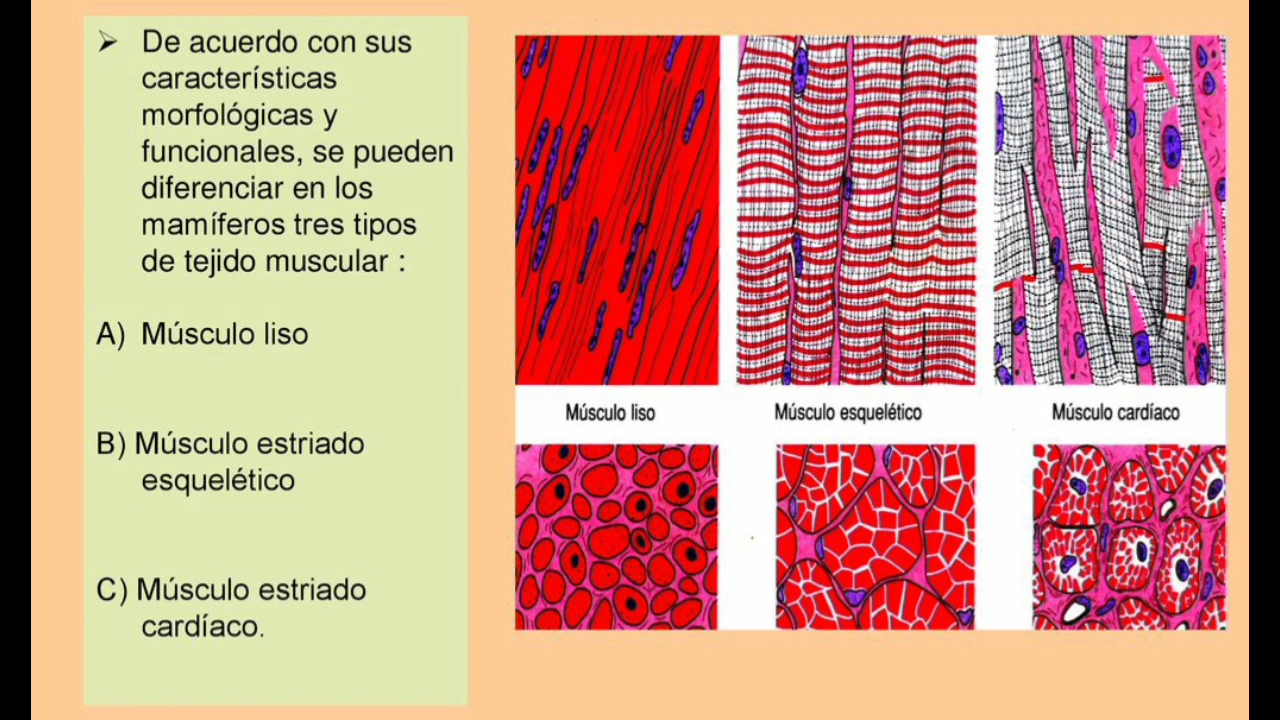 ➢ De acuerdo con sus
características
morfológicas y
funcionales, se pueden
diferenciar en los
mamíferos tres tipos
de tejido muscular :
A) Músculo liso
B) Músculo estriado
esquelético
C) Músculo estriado
cardíaco.
Músculo liso
Músculo esquelético
Músculo cardíaco